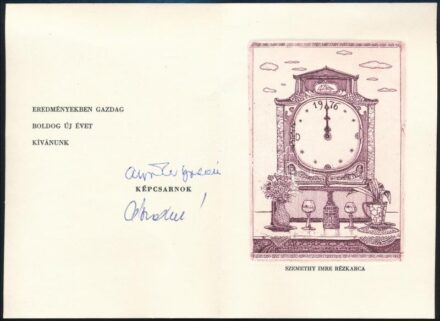 EREDMÉNYEKBEN GAZDAG
BOLDOG ÚJ ÉVET
KÍVÁNUNK
KÉPCSARNOK
1976
SZEMETHY IMRE RÉZKARCA